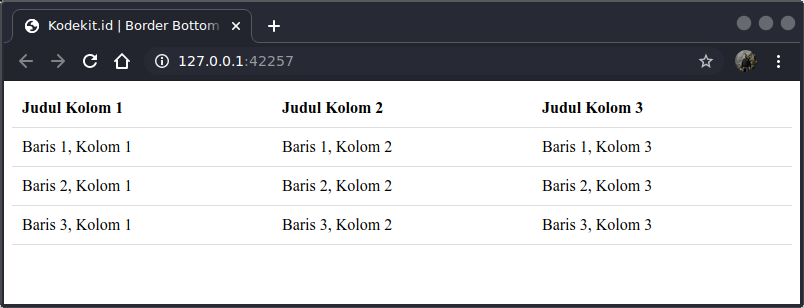 Kodekit.id | Border Bottom
127.0.0.1:42257
Judul Kolom 1 Judul Kolom 2 Judul Kolom 3
Baris 1, Kolom 1 Baris 1, Kolom 2 Baris 1, Kolom 3
Baris 2, Kolom 1 Baris 2, Kolom 2 Baris 2, Kolom 3
Baris 3, Kolom 1 Baris 3, Kolom 2 Baris 3, Kolom 3